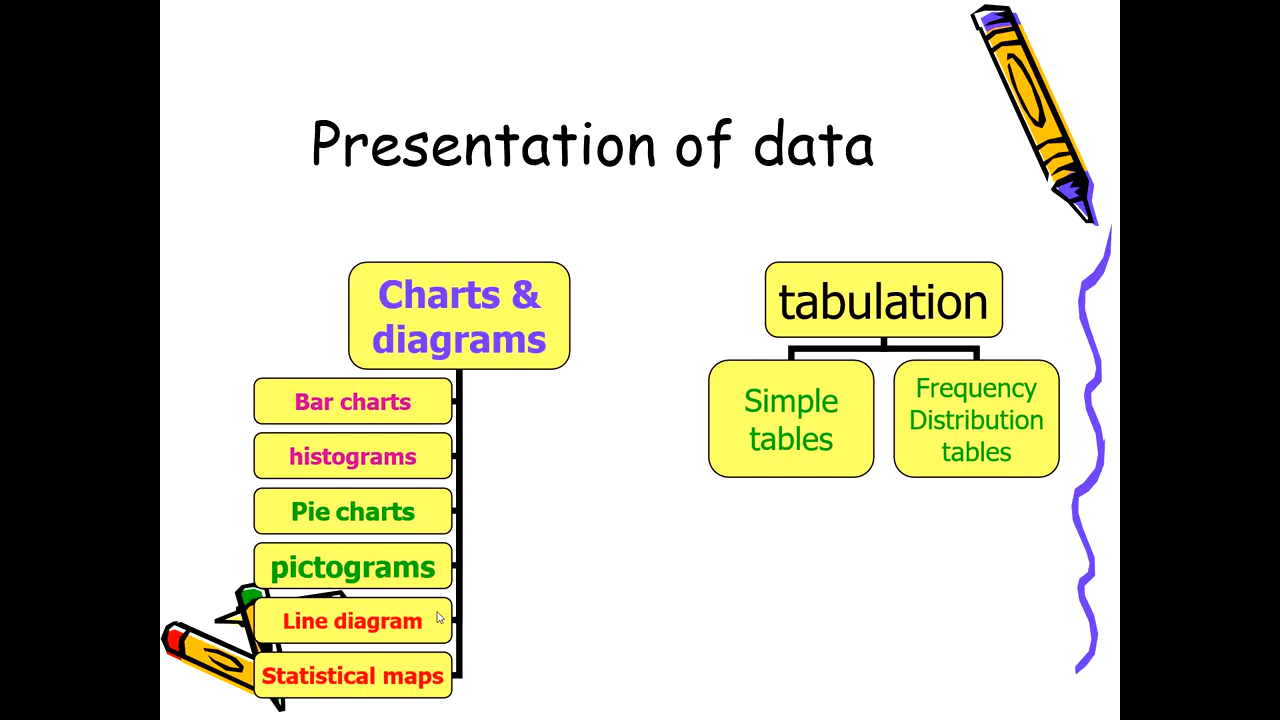 Presentation of data
Charts &
diagrams
Bar charts
histograms
Pie charts
pictograms
Line diagram
Statistical maps
tabulation
Simple
tables
Frequency
Distribution
tables